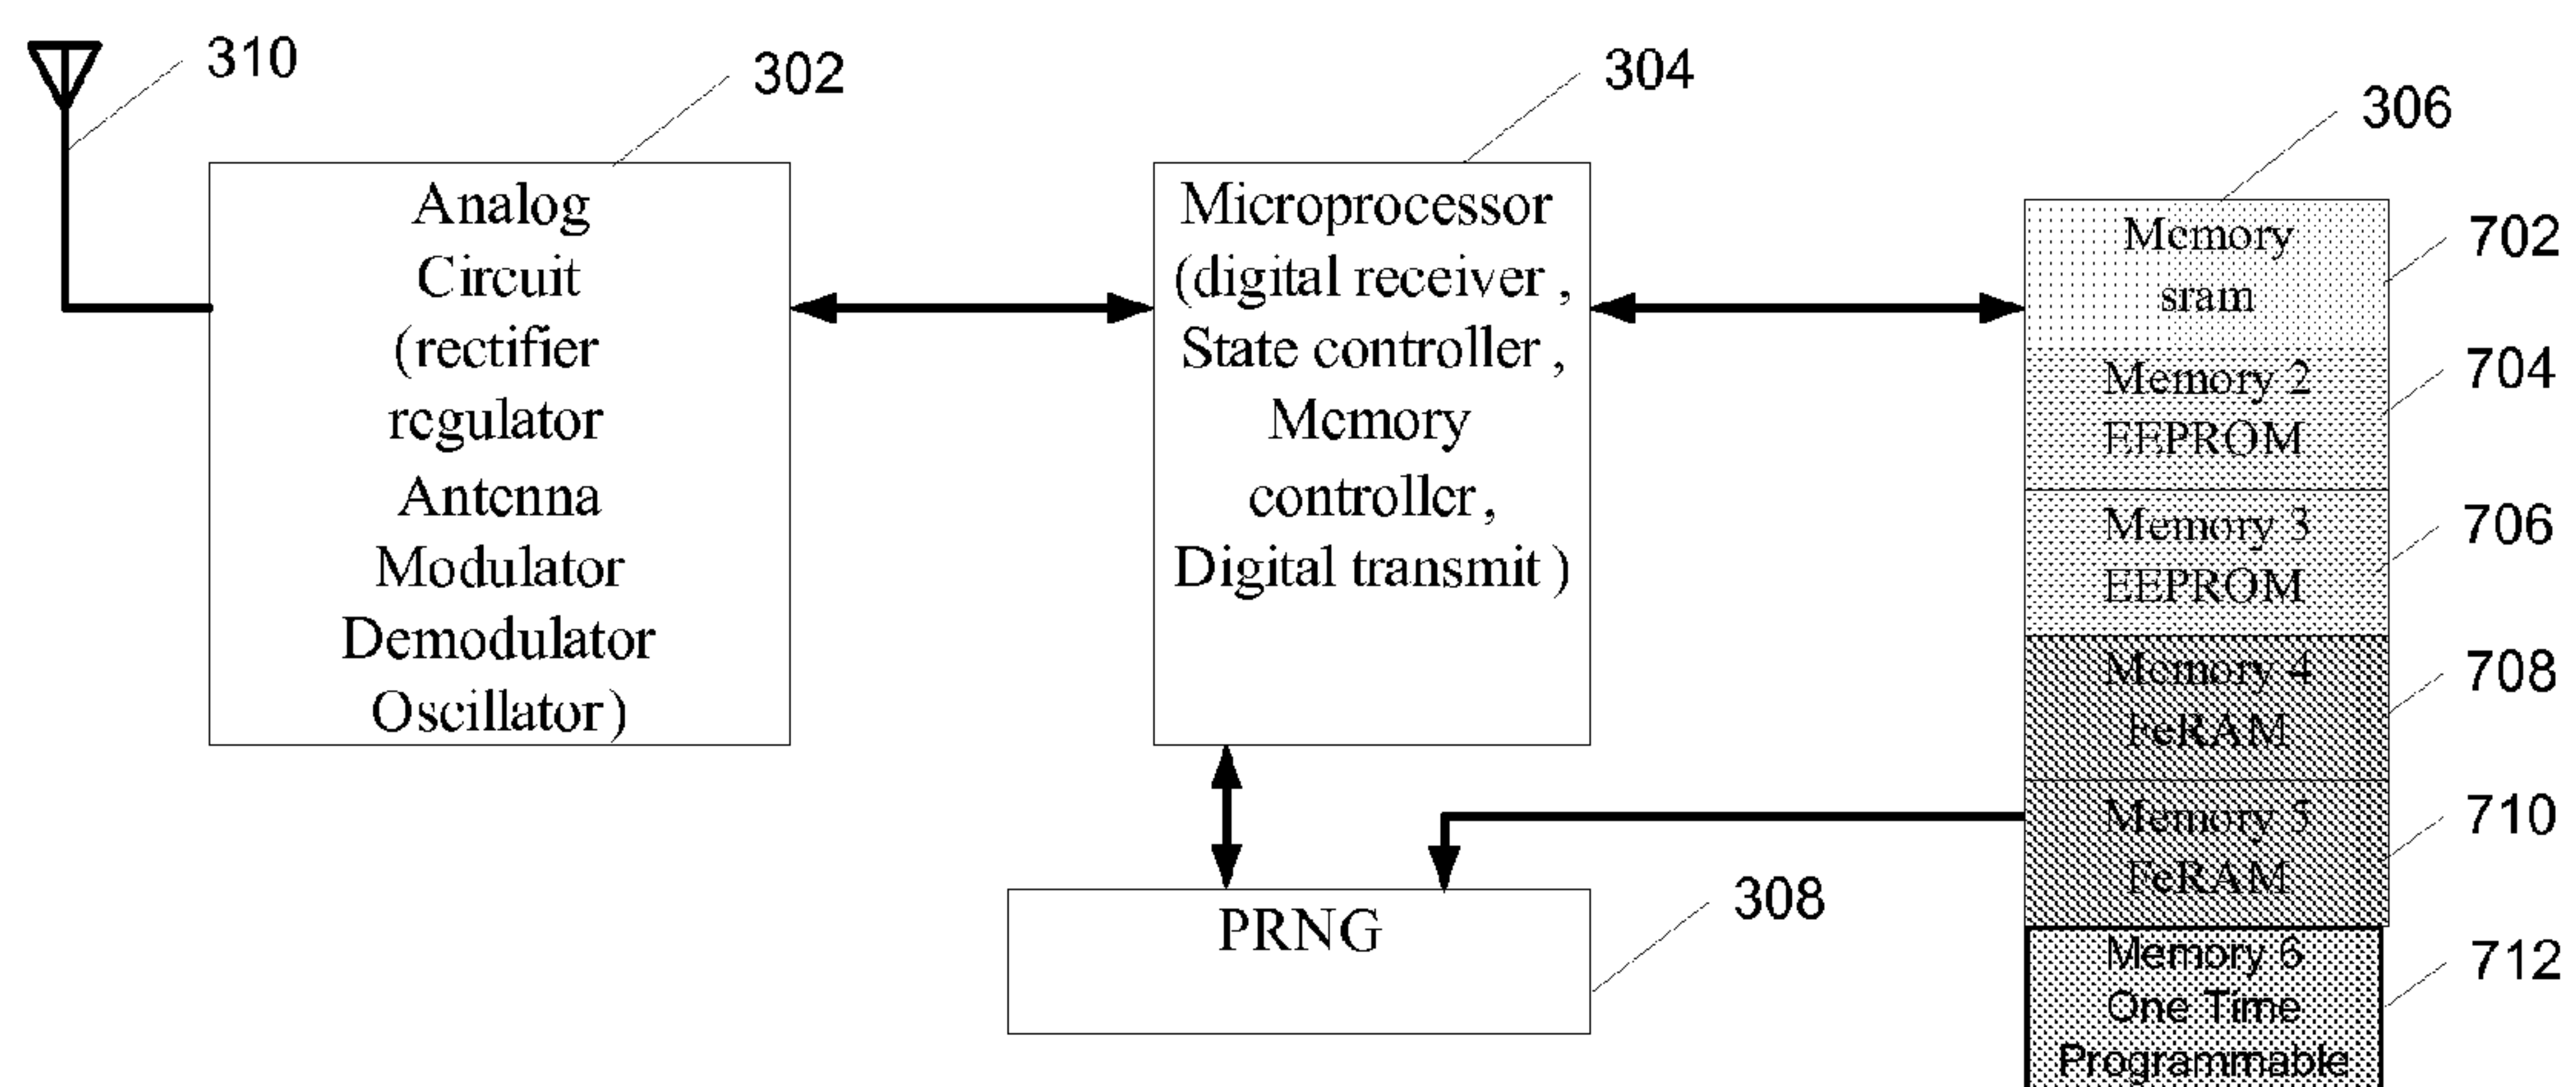 310
302
304
306
Analog
Circuit
(rectifier
regulator
Antenna
Modulator
Demodulator
Oscillator)
Microprocessor
(digital receiver ,
State controller ,
Memory
controller,
Digital transmit )
Memory
sram
702
Memory 2
EEPROM
704
Memory 3
EEPROM
706
Memory 4
FeRAM
708
Memory 5
FeRAM
710
Memory 6
One Time
Programmable
712
PRNG
308